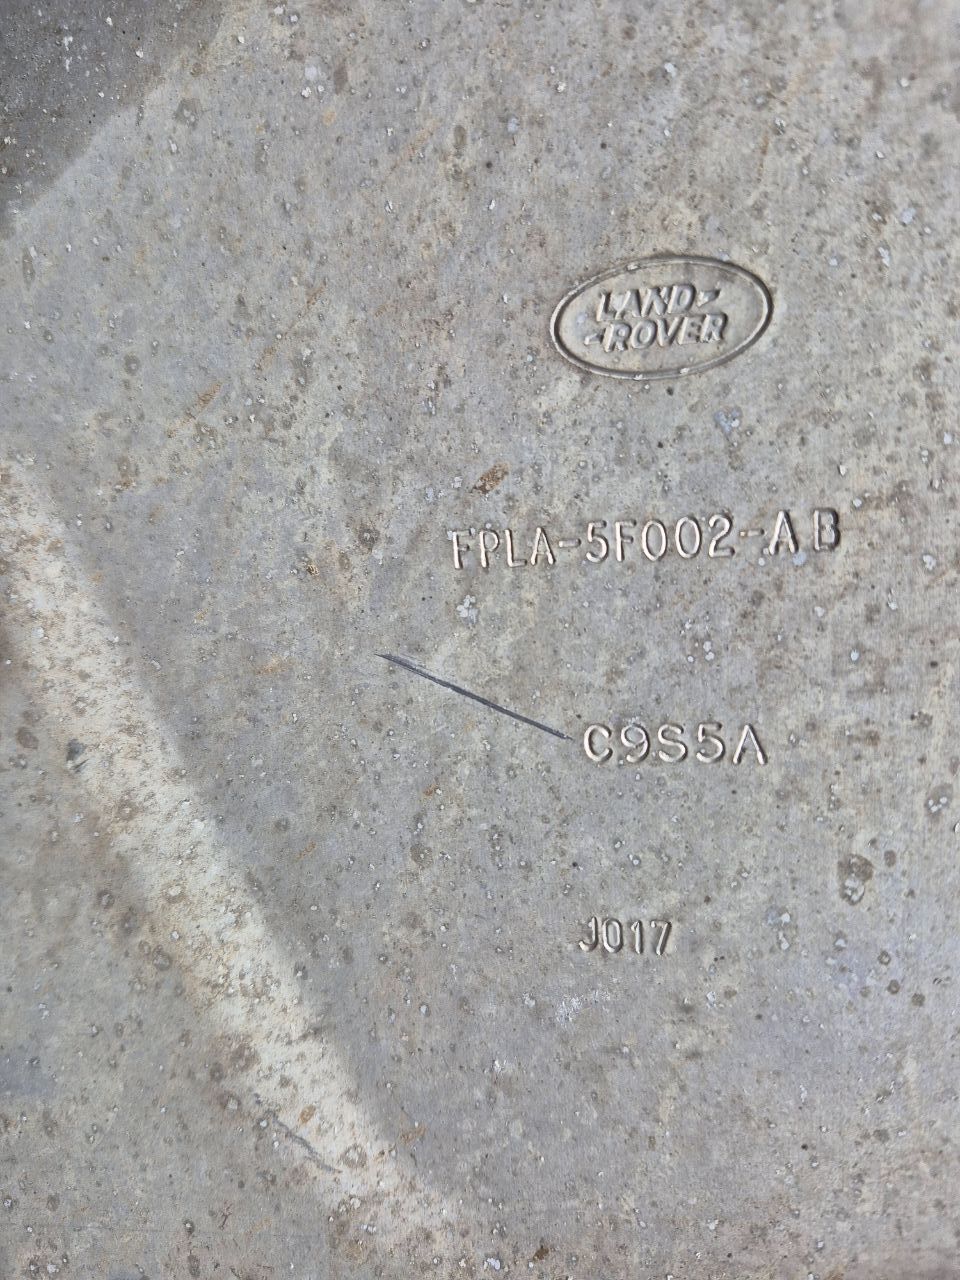 LAND-
-ROVER
FPLA-5F002-AB
C9S5A
J017